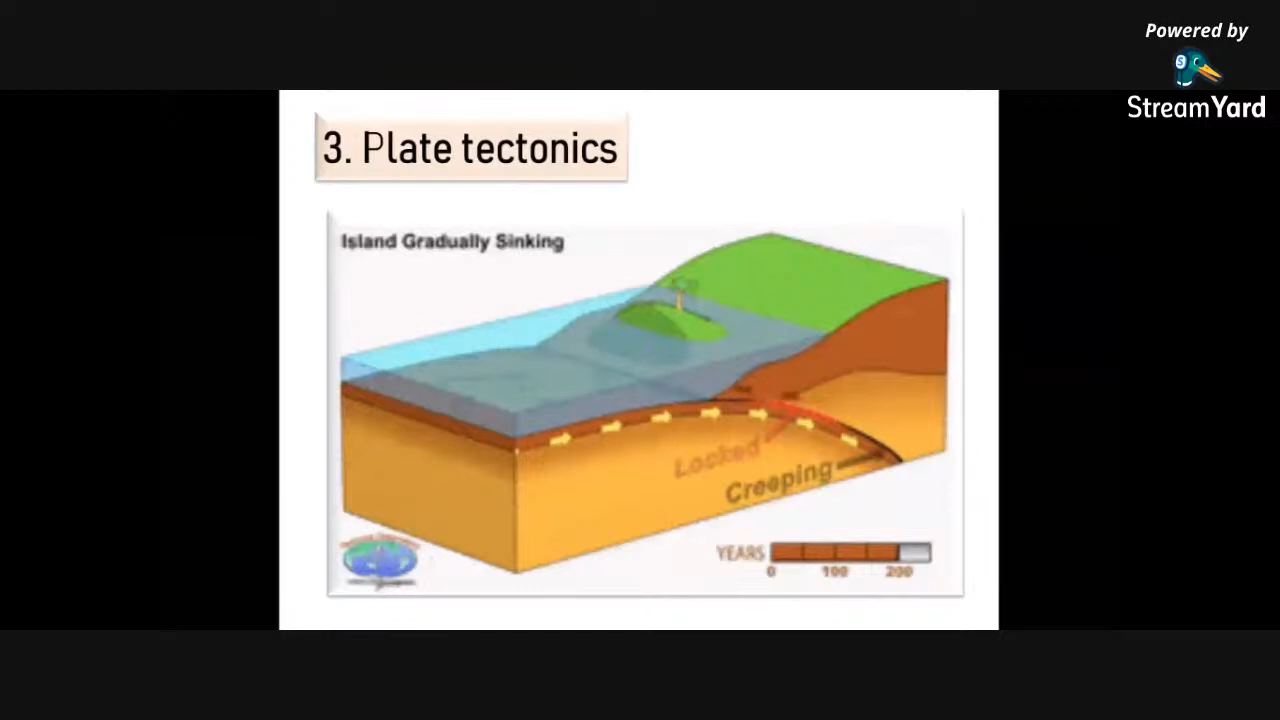 Powered by
StreamYard
3. Plate tectonics
Island Gradually Sinking
Locked
Creeping
YEARS
0 100 200